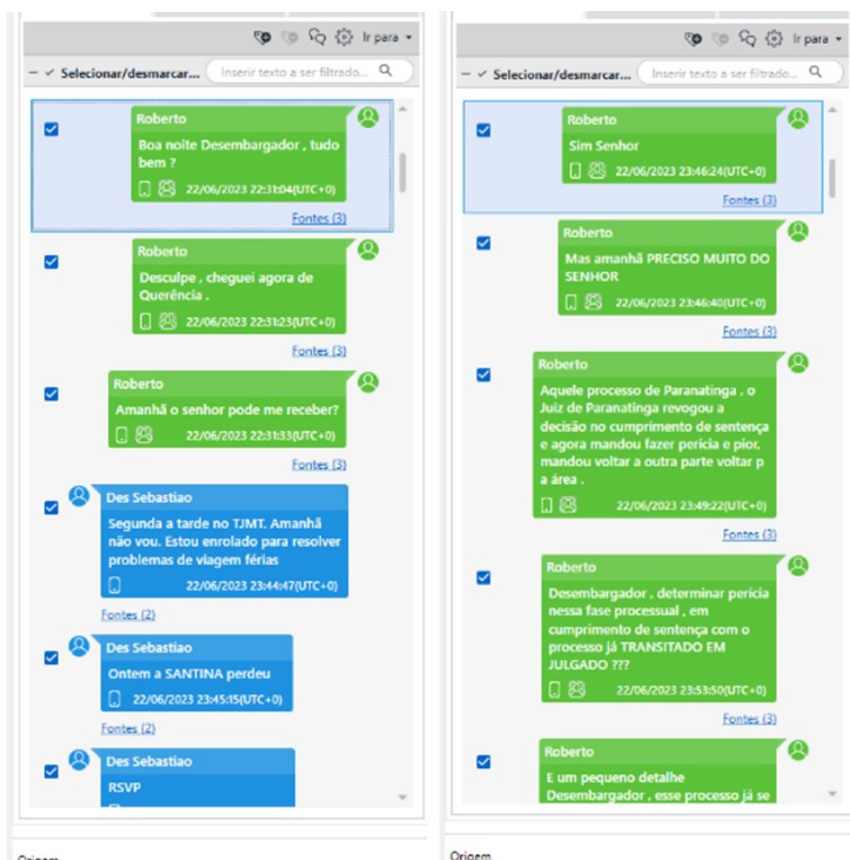 Ir para
Selecionar/desmarcar...
Inserir texto a ser filtrado...
Roberto
Boa noite Desembargador , tudo
bem ?
22/06/2023 22:31:04(UTC+0)
Fontes (3)
Roberto
Desculpe , cheguei agora de
Querência .
22/06/2023 22:31:23(UTC+0)
Fontes (3)
Roberto
Amanhã o senhor pode me receber?
22/06/2023 22:31:33(UTC+0)
Fontes (3)
Des Sebastiao
Segunda a tarde no TJMT. Amanhã
não vou. Estou enrolado para resolver
problemas de viagem férias
22/06/2023 23:44:47(UTC+0)
Fontes (2)
Des Sebastiao
Ontem a SANTINA perdeu
22/06/2023 23:45:15(UTC+0)
Fontes (2)
Des Sebastiao
RSVP
Origem
Ir para
Selecionar/desmarcar...
Inserir texto a ser filtrado...
Roberto
Sim Senhor
22/06/2023 23:46:24(UTC+0)
Fontes (3)
Roberto
Mas amanhã PRECISO MUITO DO
SENHOR
22/06/2023 23:46:40(UTC+0)
Fontes (3)
Roberto
Aquele processo de Paranatinga , o
Juiz de Paranatinga revogou a
decisão no cumprimento de sentença
e agora mandou fazer perícia e pior,
mandou voltar a outra parte voltar p
a área .
22/06/2023 23:49:22(UTC+0)
Fontes (3)
Roberto
Desembargador , determinar perícia
nessa fase processual , em
cumprimento de sentença com o
processo já TRANSITADO EM
JULGADO ???
22/06/2023 23:53:50(UTC+0)
Fontes (3)
Roberto
E um pequeno detalhe
Desembargador , esse processo já se
Origem